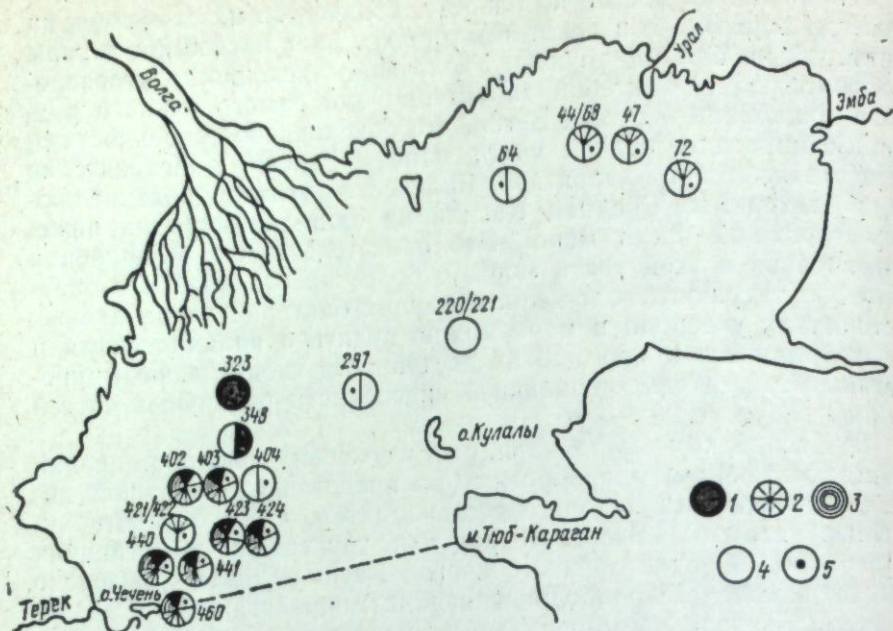 Волга
Урал
Эмба
44/69 47
64
72
220/221
323
297
348
о.Кулалы
402 403 404
421/422
423 424
440
441
м.Тюб-Караган
1 2 3
4 5
о.Чечень
460
Терек